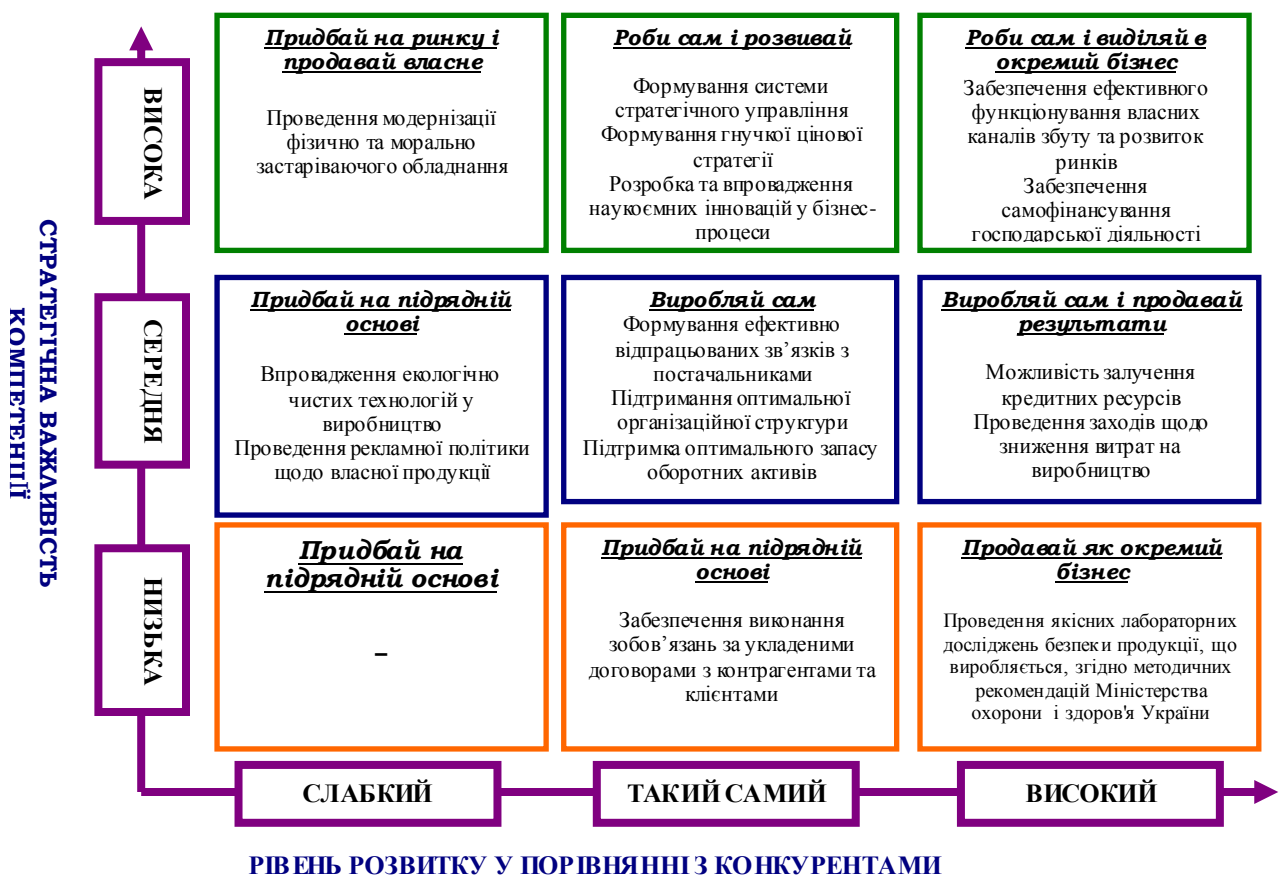 СТРАТЕГІЧНА ВАЖЛИВІСТЬ
КОМПЕТЕНЦІЇ
ВИСОКА
Придбай на ринку і
продавай власне
Проведення модернізації
фізично та морально
застаріваючого обладнання
Роби сам і розвивай
Формування системи
стратегічного управління
Формування гнучкої цінової
стратегії
Розробка та впровадження
наукоємних інновацій у бізнес-
процеси
Роби сам і виділяй в
окремий бізнес
Забезпечення ефективного
функціонування власних
каналів збуту та розвиток
ринків
Забезпечення
самофінансування
господарської діяльності
СЕРЕДНЯ
Придбай на підрядній
основі
Впровадження екологічно
чистих технологій у
виробництво
Проведення рекламної політики
щодо власної продукції
Виробляй сам
Формування ефективно
відпрацьованих зв’язків з
постачальниками
Підтримання оптимальної
організаційної структури
Підтримка оптимального запасу
оборотних активів
Виробляй сам і продавай
результати
Можливість залучення
кредитних ресурсів
Проведення заходів щодо
зниження витрат на
виробництво
НИЗЬКА
Придбай на
підрядній основі
–
Придбай на підрядній
основі
Забезпечення виконання
зобов’язань за укладеними
договорами з контрагентами та
клієнтами
Продавай як окремий
бізнес
Проведення якісних лабораторних
досліджень безпеки продукції, що
виробляється, згідно методичних
рекомендацій Міністерства
охорони і здоров'я України
СЛАБКИЙ
ТАКИЙ САМИЙ
ВИСОКИЙ
РІВЕНЬ РОЗВИТКУ У ПОРІВНЯННІ З КОНКУРЕНТАМИ